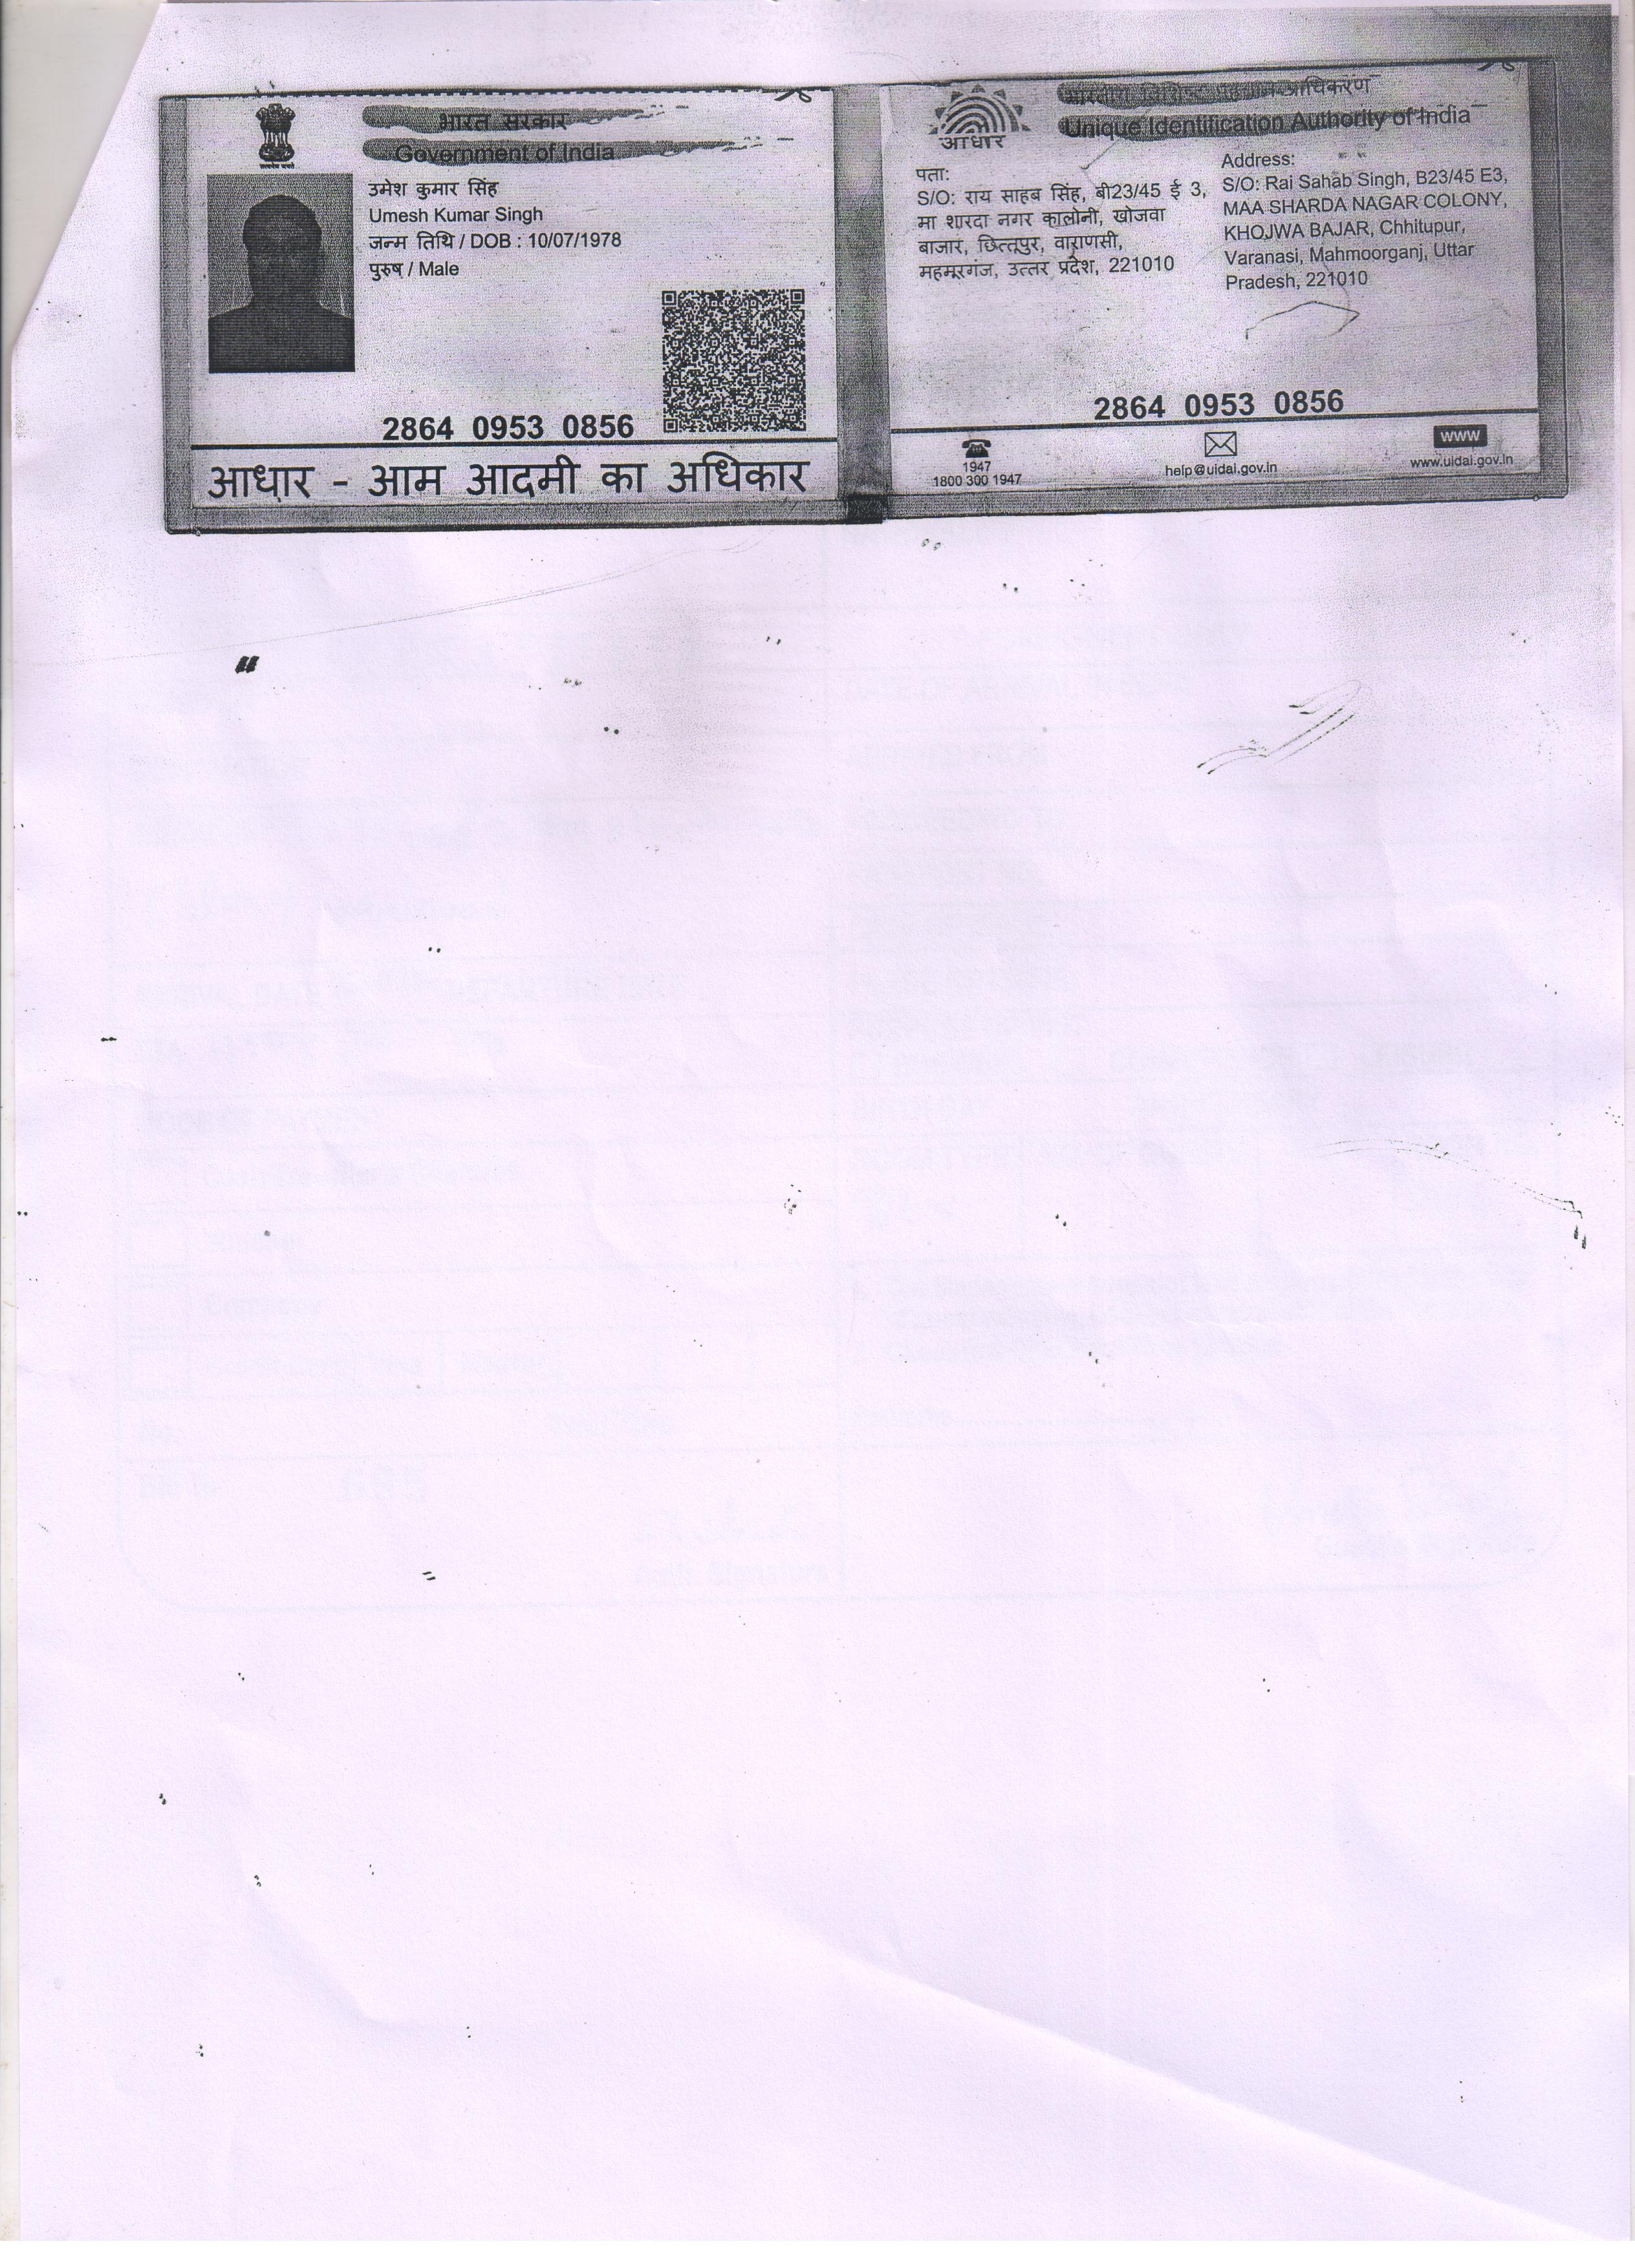 भारत सरकार
Government of India
उमेश कुमार सिंह
Umesh Kumar Singh
जन्म तिथि / DOB : 10/07/1978
पुरुष / Male
2864 0953 0856
आधार - आम आदमी का अधिकार
भारतीय विशिष्ट पहचान प्राधिकरण
Unique Identification Authority of India
आधार
पता:
S/O: राय साहब सिंह, बी23/45 ई 3,
मा शारदा नगर कालोनी, खोजवा
बाजार, छित्तूपुर, वाराणसी,
महमूरगंज, उत्तर प्रदेश, 221010
Address:
S/O: Rai Sahab Singh, B23/45 E3,
MAA SHARDA NAGAR COLONY,
KHOJWA BAJAR, Chhitupur,
Varanasi, Mahmoorganj, Uttar
Pradesh, 221010
2864 0953 0856
1947
1800 300 1947
help@uidai.gov.in
www
www.uidai.gov.in